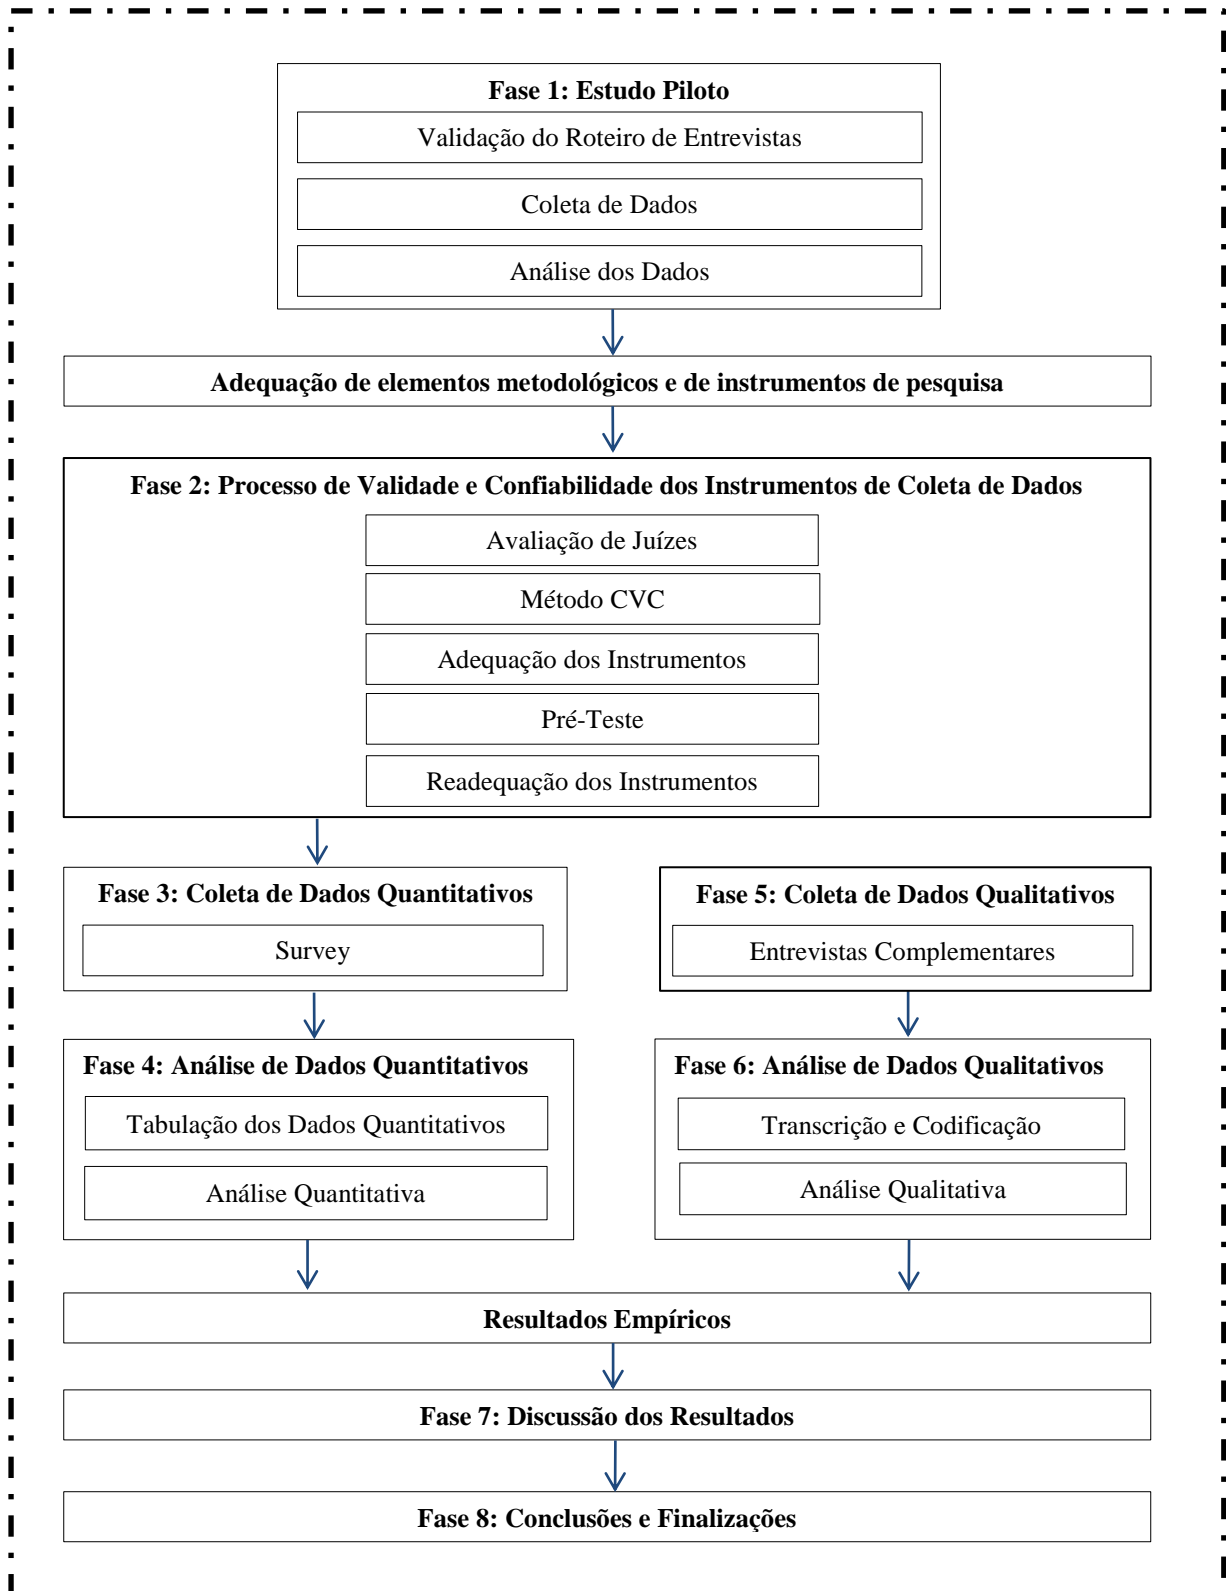 Fase 1: Estudo Piloto
Validação do Roteiro de Entrevistas
Coleta de Dados
Análise dos Dados
Adequação de elementos metodológicos e de instrumentos de pesquisa
Fase 2: Processo de Validade e Confiabilidade dos Instrumentos de Coleta de Dados
Avaliação de Juízes
Método CVC
Adequação dos Instrumentos
Pré-Teste
Readequação dos Instrumentos
Fase 3: Coleta de Dados Quantitativos
Survey
Fase 5: Coleta de Dados Qualitativos
Entrevistas Complementares
Fase 4: Análise de Dados Quantitativos
Tabulação dos Dados Quantitativos
Análise Quantitativa
Fase 6: Análise de Dados Qualitativos
Transcrição e Codificação
Análise Qualitativa
Resultados Empíricos
Fase 7: Discussão dos Resultados
Fase 8: Conclusões e Finalizações